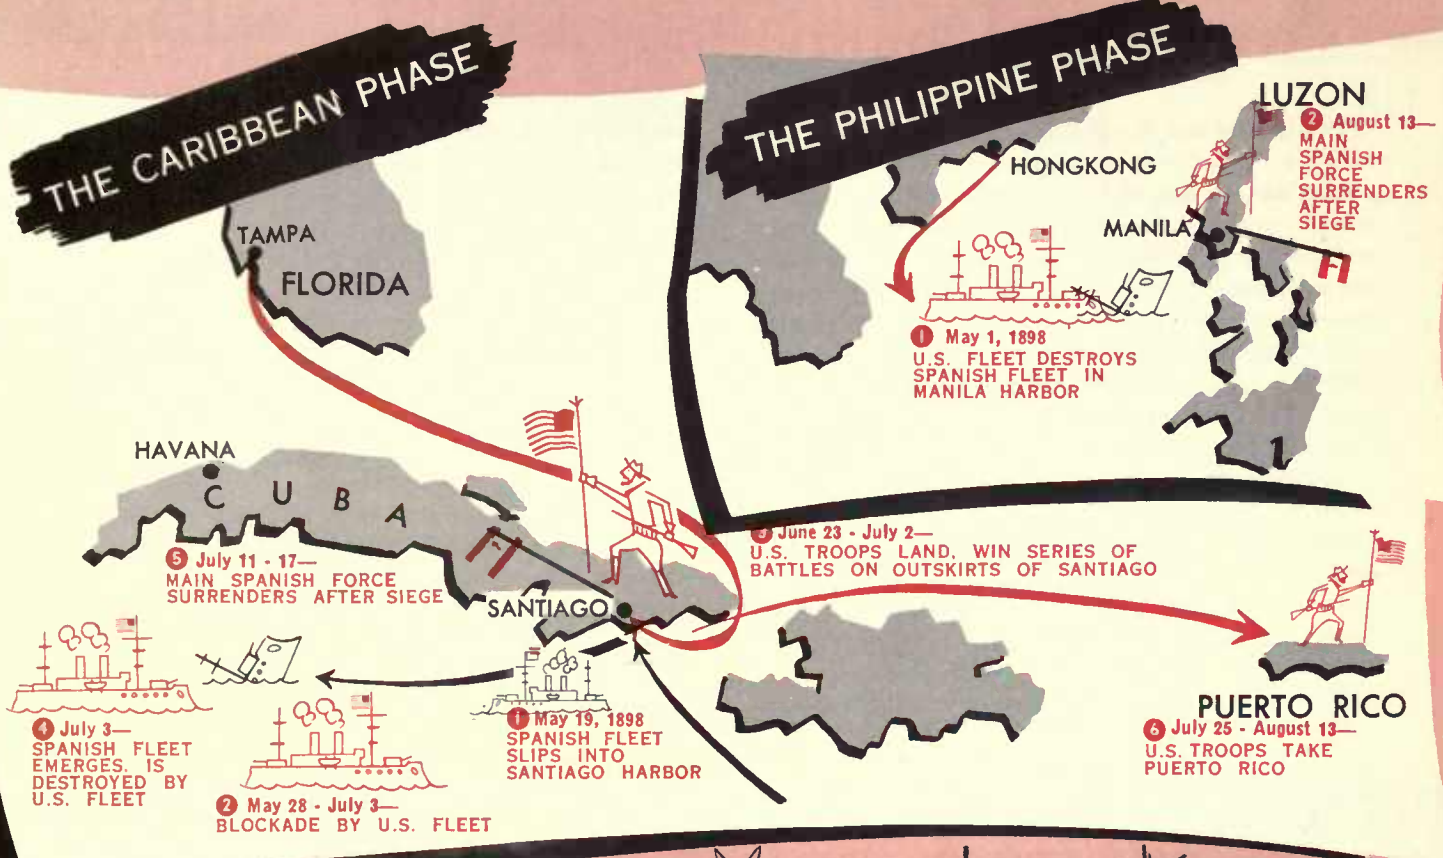 THE CARIBBEAN PHASE
TAMPA
FLORIDA
HAVANA
CUBA
SANTIAGO
1 May 19, 1898
SPANISH FLEET
SLIPS INTO
SANTIAGO HARBOR
2 May 28 - July 3—
BLOCKADE BY U.S. FLEET
3 June 23 - July 2—
U.S. TROOPS LAND, WIN SERIES OF
BATTLES ON OUTSKIRTS OF SANTIAGO
4 July 3—
SPANISH FLEET
EMERGES, IS
DESTROYED BY
U.S. FLEET
5 July 11 - 17—
MAIN SPANISH FORCE
SURRENDERS AFTER SIEGE
PUERTO RICO
6 July 25 - August 13—
U.S. TROOPS TAKE
PUERTO RICO
THE PHILIPPINE PHASE
HONGKONG
LUZON
MANILA
1 May 1, 1898
U.S. FLEET DESTROYS
SPANISH FLEET IN
MANILA HARBOR
2 August 13—
MAIN
SPANISH
FORCE
SURRENDERS
AFTER
SIEGE